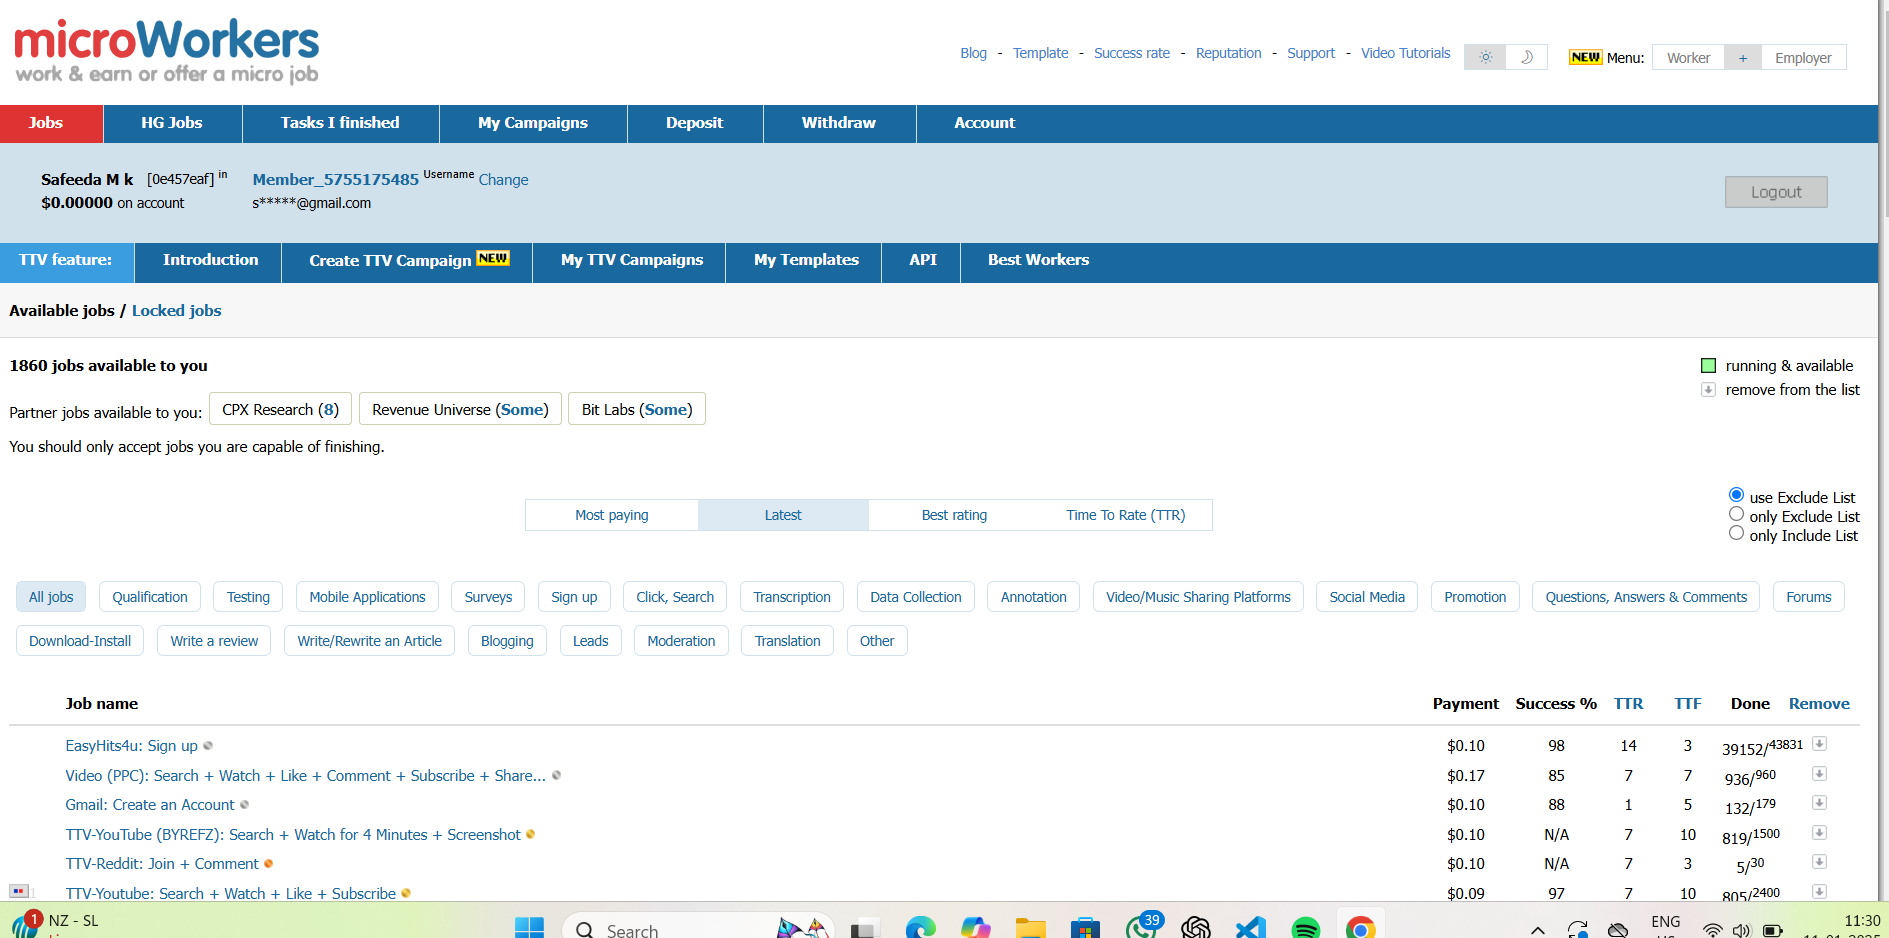 microWorkers
work & earn or offer a micro job
Blog - Template - Success rate - Reputation - Support - Video Tutorials
NEW Menu: Worker + Employer
Jobs HG Jobs Tasks I finished My Campaigns Deposit Withdraw Account
Safeeda M k [0e457eaf] in Member_5755175485 Username Change
$0.00000 on account s*****@gmail.com
Logout
TTV feature: Introduction Create TTV Campaign NEW My TTV Campaigns My Templates API Best Workers
Available jobs / Locked jobs
1860 jobs available to you
running & available
remove from the list
Partner jobs available to you: CPX Research (8) Revenue Universe (Some) Bit Labs (Some)
You should only accept jobs you are capable of finishing.
Most paying Latest Best rating Time To Rate (TTR)
use Exclude List
only Exclude List
only Include List
All jobs Qualification Testing Mobile Applications Surveys Sign up Click, Search Transcription Data Collection Annotation Video/Music Sharing Platforms Social Media Promotion Questions, Answers & Comments Forums
Download-Install Write a review Write/Rewrite an Article Blogging Leads Moderation Translation Other
Job name Payment Success % TTR TTF Done Remove
EasyHits4u: Sign up $0.10 98 14 3 39152/43831
Video (PPC): Search + Watch + Like + Comment + Subscribe + Share... $0.17 85 7 7 936/960
Gmail: Create an Account $0.10 88 1 5 132/179
TTV-YouTube (BYREFZ): Search + Watch for 4 Minutes + Screenshot $0.10 N/A 7 10 819/1500
TTV-Reddit: Join + Comment $0.10 N/A 7 3 5/30
TTV-Youtube: Search + Watch + Like + Subscribe $0.09 97 7 10 805/2400
1 NZ - SL
Search
39
ENG
11:30